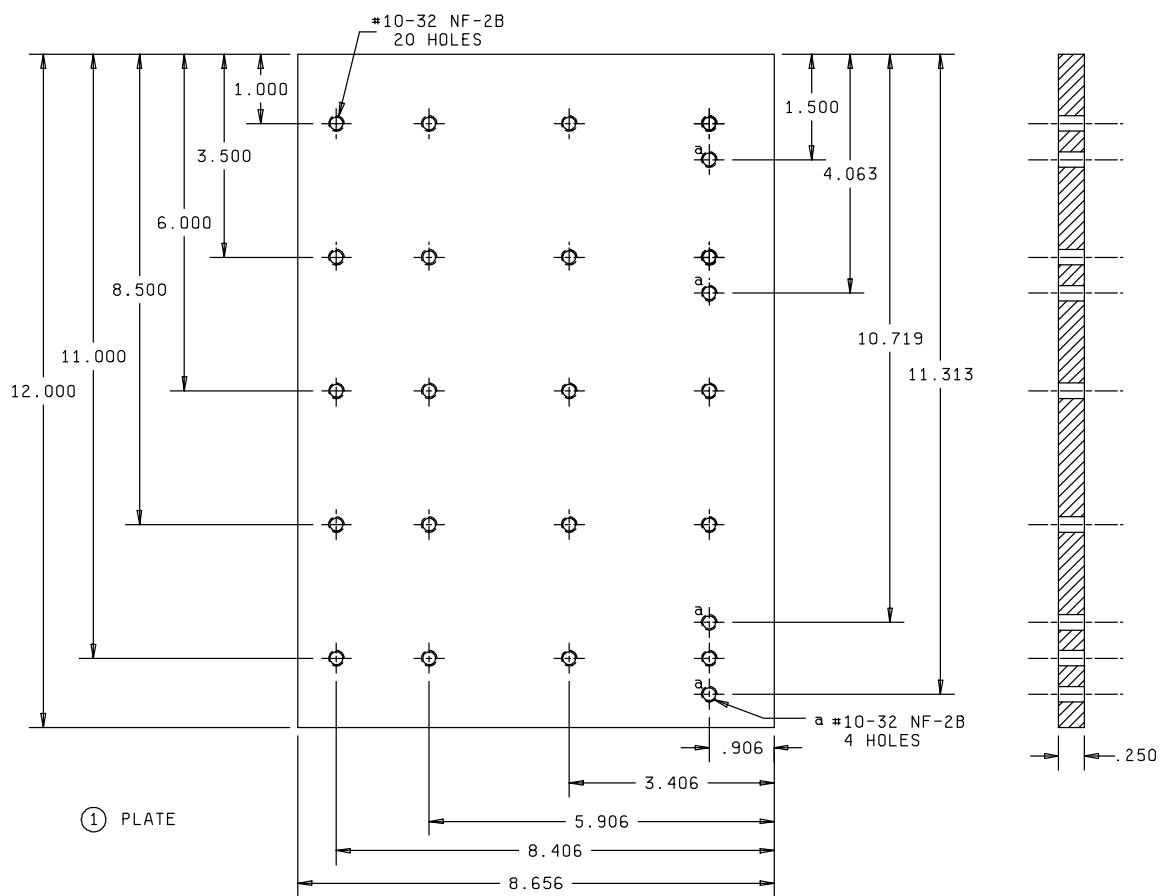 #10-32 NF-2B
20 HOLES
1.000
1.500
3.500
4.063
6.000
8.500
10.719
11.000
11.313
12.000
a
a
a
a
a #10-32 NF-2B
4 HOLES
.906
.250
3.406
1 PLATE
5.906
8.406
8.656